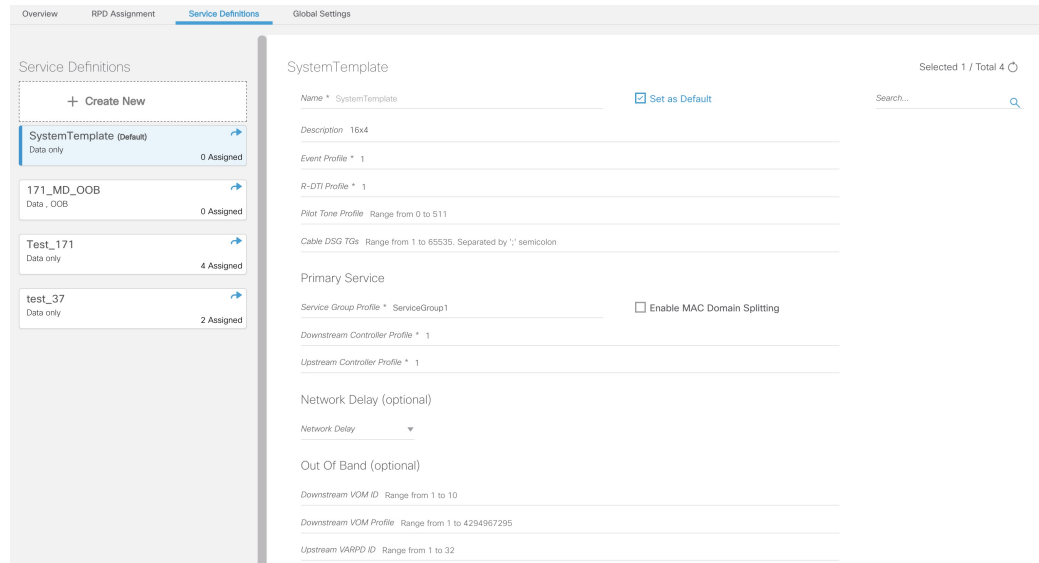 Overview RPD Assignment Service Definitions Global Settings
Service Definitions
+ Create New
SystemTemplate (Default)
Data only
0 Assigned
171_MD_OOB
Data , OOB
0 Assigned
Test_171
Data only
4 Assigned
test_37
Data only
2 Assigned
SystemTemplate
Selected 1 / Total 4
Name * SystemTemplate
Set as Default
Search...
Description 16x4
Event Profile * 1
R-DTI Profile * 1
Pilot Tone Profile Range from 0 to 511
Cable DSG TGs Range from 1 to 65535. Separated by ';' semicolon
Primary Service
Service Group Profile * ServiceGroup1
Enable MAC Domain Splitting
Downstream Controller Profile * 1
Upstream Controller Profile * 1
Network Delay (optional)
Network Delay
Out Of Band (optional)
Downstream VOM ID Range from 1 to 10
Downstream VOM Profile Range from 1 to 4294967295
Upstream VARPD ID Range from 1 to 32